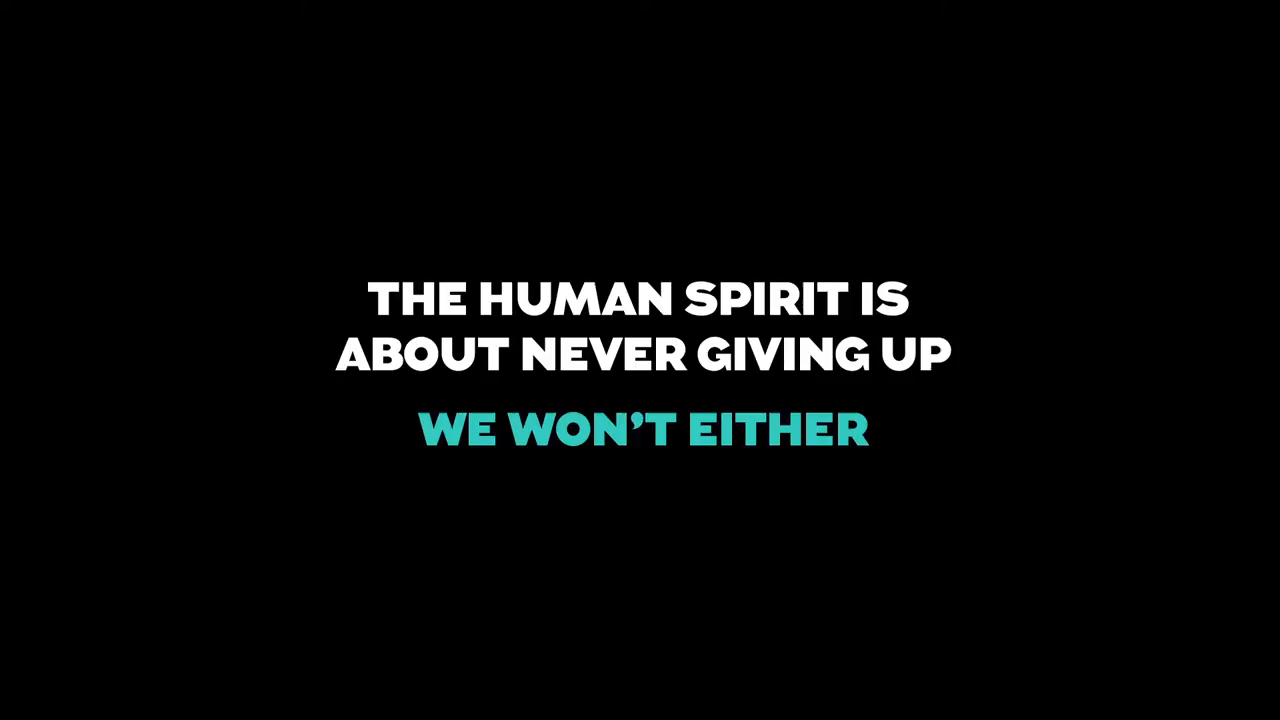 THE HUMAN SPIRIT IS
ABOUT NEVER GIVING UP
WE WON’T EITHER